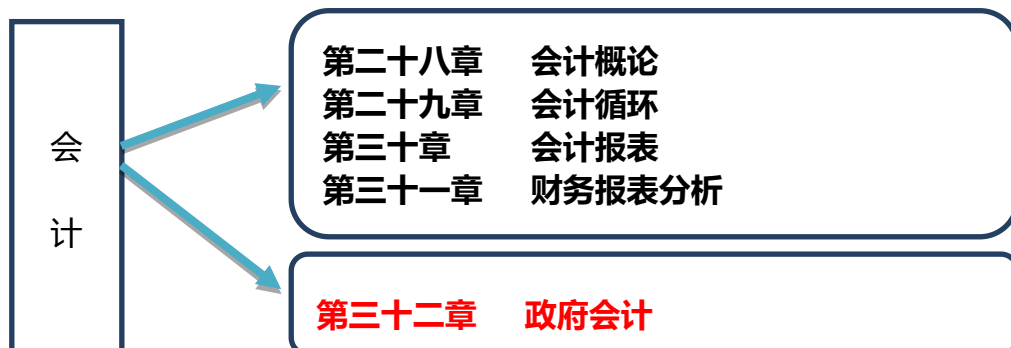 会
计
第二十八章 会计概论
第二十九章 会计循环
第三十章 会计报表
第三十一章 财务报表分析
第三十二章 政府会计